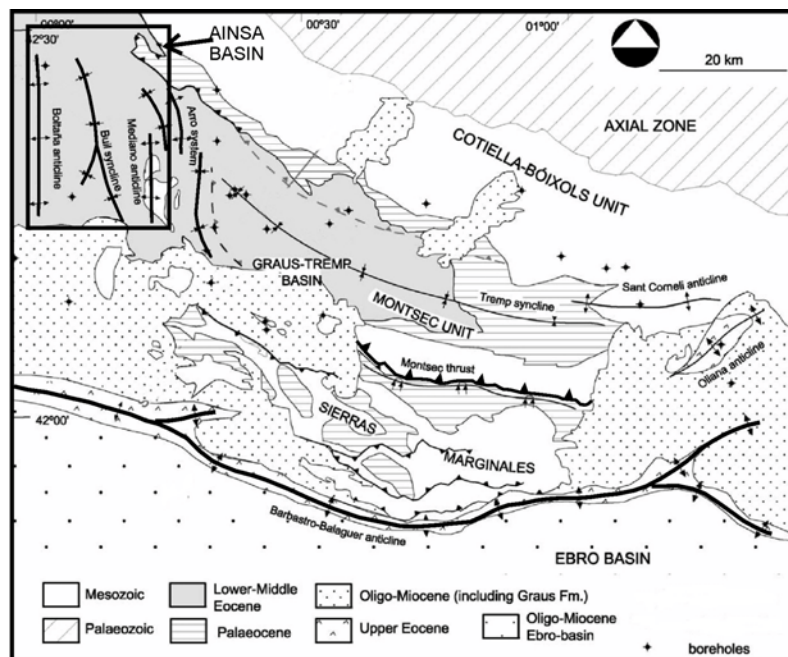 00°00'
00°30'
01°00'
42°30'
AINSA
BASIN
20 km
AXIAL ZONE
COTIELLA-BÓIXOLS UNIT
Boltaña anticline
Buil syncline
Mediano anticline
Arro system
GRAUS-TREMP
BASIN
MONTSEC UNIT
Tremp syncline
Sant Corneli anticline
Oliana anticline
Montsec thrust
42°00'
SIERRAS
MARGINALES
Barbastro-Balaguer anticline
EBRO BASIN
Mesozoic
Lower-Middle
Eocene
Oligo-Miocene (including Graus Fm.)
Palaeozoic
Palaeocene
Upper Eocene
Oligo-Miocene
Ebro-basin
boreholes